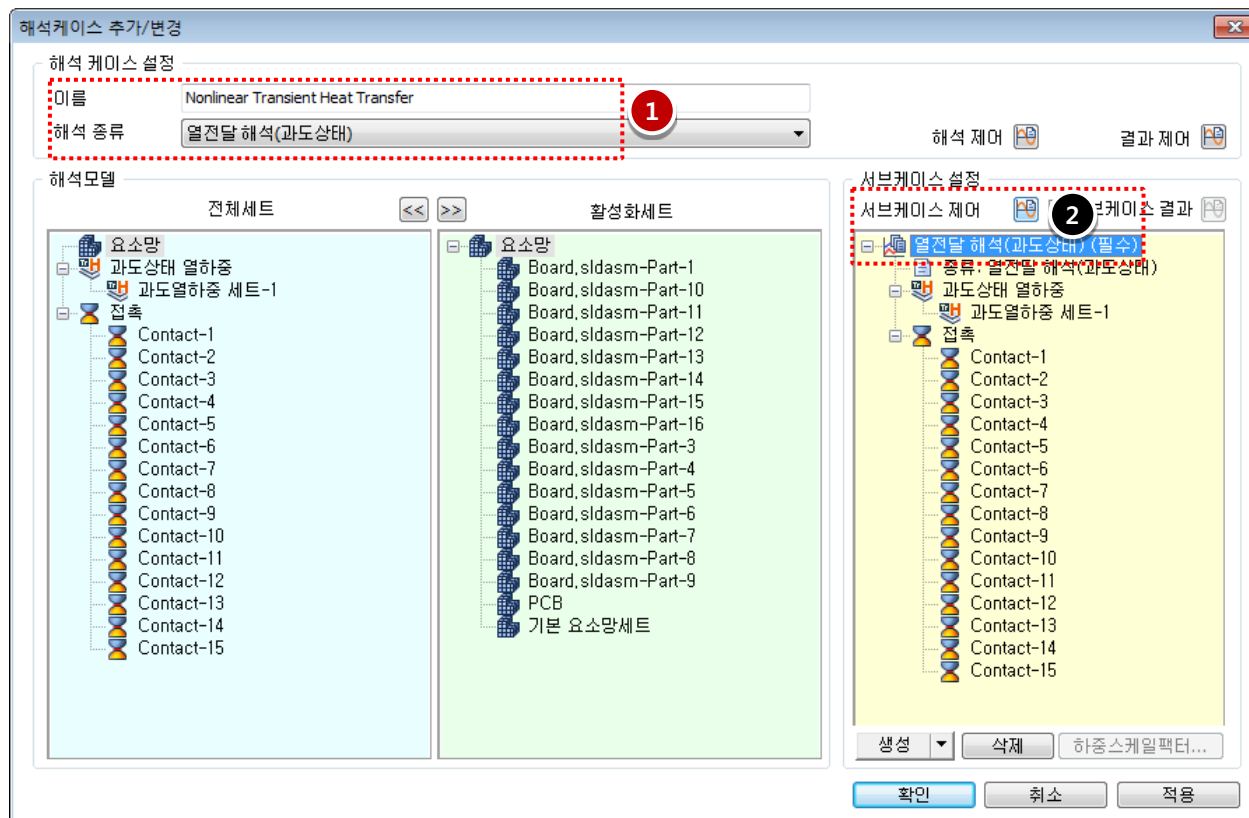 해석케이스 추가/변경
해석 케이스 설정
이름 Nonlinear Transient Heat Transfer
1
해석 종류 열전달 해석(과도상태)
해석 제어 결과 제어
해석모델
전체세트 << >> 활성화세트
요소망
과도상태 열하중
과도열하중 세트-1
접촉
Contact-1
Contact-2
Contact-3
Contact-4
Contact-5
Contact-6
Contact-7
Contact-8
Contact-9
Contact-10
Contact-11
Contact-12
Contact-13
Contact-14
Contact-15
요소망
Board,sldasm-Part-1
Board,sldasm-Part-10
Board,sldasm-Part-11
Board,sldasm-Part-12
Board,sldasm-Part-13
Board,sldasm-Part-14
Board,sldasm-Part-15
Board,sldasm-Part-16
Board,sldasm-Part-3
Board,sldasm-Part-4
Board,sldasm-Part-5
Board,sldasm-Part-6
Board,sldasm-Part-7
Board,sldasm-Part-8
Board,sldasm-Part-9
PCB
기본 요소망세트
서브케이스 설정
서브케이스 제어 2 브케이스 결과
열전달 해석(과도상태) (필수)
종류: 열전달 해석(과도상태)
과도상태 열하중
과도열하중 세트-1
접촉
Contact-1
Contact-2
Contact-3
Contact-4
Contact-5
Contact-6
Contact-7
Contact-8
Contact-9
Contact-10
Contact-11
Contact-12
Contact-13
Contact-14
Contact-15
생성 삭제 하중스케일팩터...
확인 취소 적용